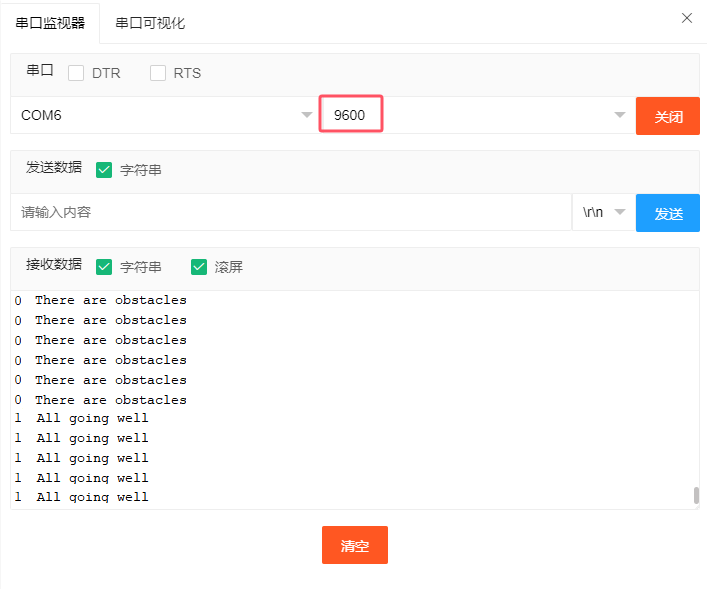 串口监视器 串口可视化
串口 DTR RTS
COM6 9600 关闭
发送数据 字符串
请输入内容 \r\n 发送
接收数据 字符串 滚屏
0 There are obstacles
0 There are obstacles
0 There are obstacles
0 There are obstacles
0 There are obstacles
0 There are obstacles
1 All going well
1 All going well
1 All going well
1 All going well
1 All going well
清空